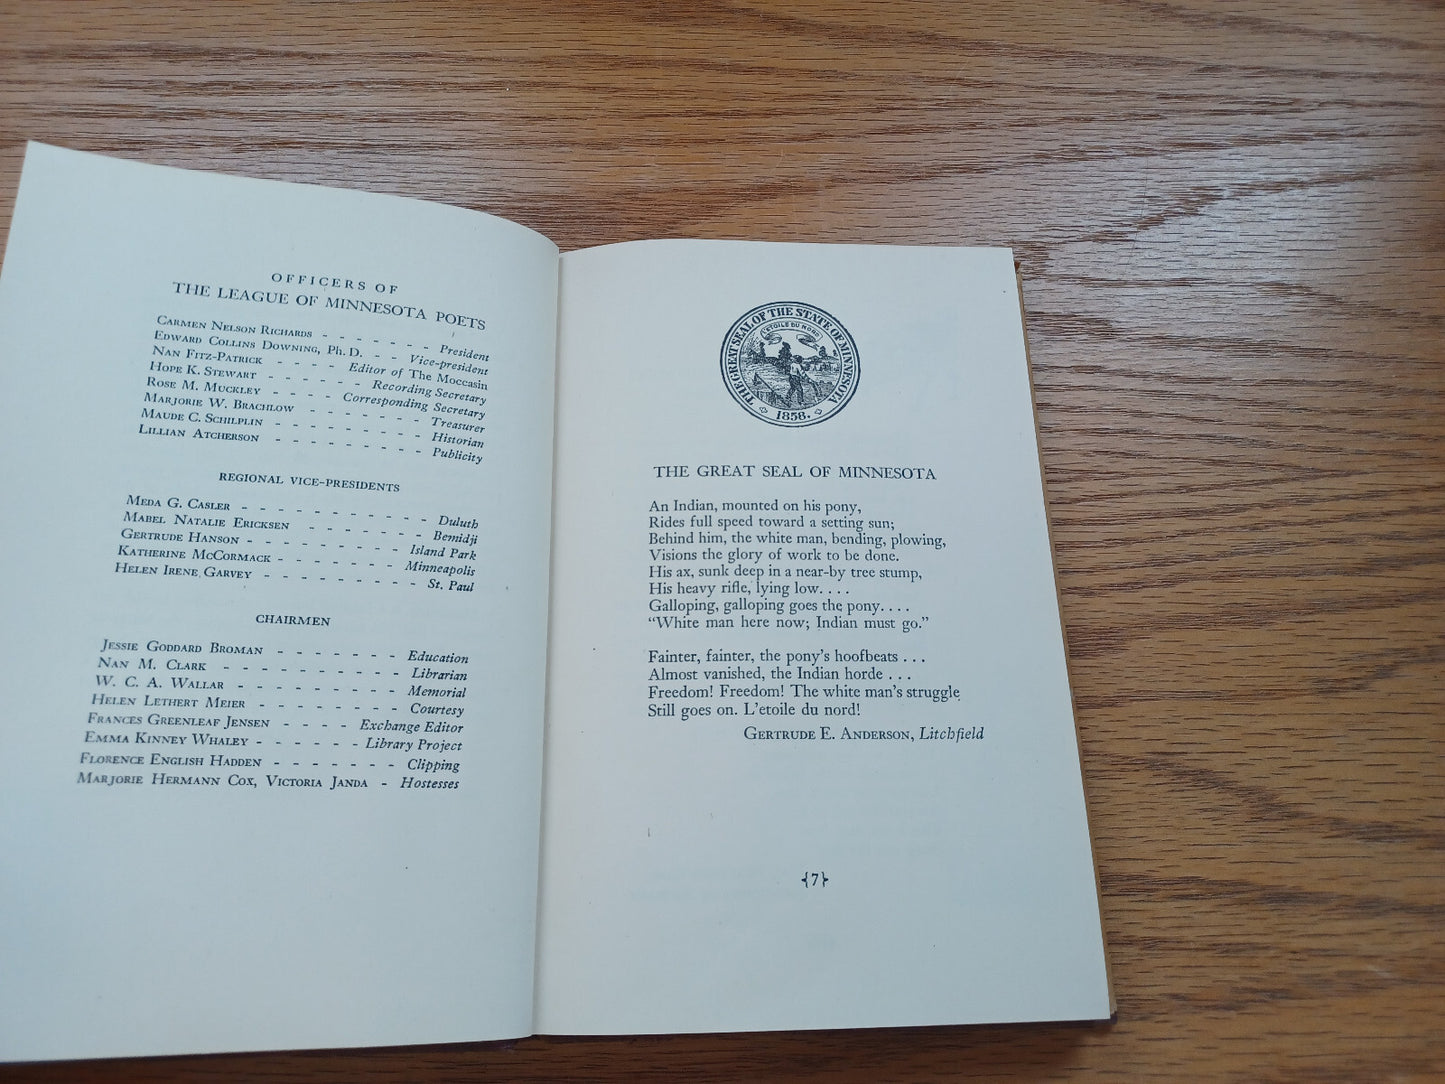 OFFICERS OF
THE LEAGUE OF MINNESOTA POETS
CARMEN NELSON RICHARDS - - - - - - - President
EDWARD COLLINS DOWNING, PH. D. - - Vice-president
NAN FITZ-PATRICK - - - - Editor of THE MOCCASIN
HOPE K. STEWART - - - - - - Recording Secretary
ROSE M. MUCKLEY - - - - Corresponding Secretary
MARJORIE W. BRACHLOW - - - - - - - Treasurer
MAUDE C. SCHILPLIN - - - - - - - - - Historian
LILLIAN ATCHERSON - - - - - - - - - Publicity
REGIONAL VICE-PRESIDENTS
MEDA G. CASLER - - - - - - - - - - - Duluth
MABEL NATALIE ERICKSEN - - - - - - - Bemidji
GERTRUDE HANSON - - - - - - - - Island Park
KATHERINE MCCORMACK - - - - - - - Minneapolis
HELEN IRENE GARVEY - - - - - - - - - St. Paul
CHAIRMEN
JESSIE GODDARD BROMAN - - - - - - - Education
NAN M. CLARK - - - - - - - - - - Librarian
W. C. A. WALLAR - - - - - - - - - Memorial
HELEN LETHERT MEIER - - - - - - - - Courtesy
FRANCES GREENLEAF JENSEN - - - - Exchange Editor
EMMA KINNEY WHALEY - - - - - - Library Project
FLORENCE ENGLISH HADDEN - - - - - - - Clipping
MARJORIE HERMANN COX, VICTORIA JANDA - Hostesses
THE GREAT SEAL OF THE STATE OF MINNESOTA
L'ETOILE DU NORD
1858.
THE GREAT SEAL OF MINNESOTA
An Indian, mounted on his pony,
Rides full speed toward a setting sun;
Behind him, the white man, bending, plowing,
Visions the glory of work to be done.
His ax, sunk deep in a near-by tree stump,
His heavy rifle, lying low. . . .
Galloping, galloping goes the pony. . . .
"White man here now; Indian must go."
Fainter, fainter, the pony's hoofbeats . . .
Almost vanished, the Indian horde . . .
Freedom! Freedom! The white man's struggle
Still goes on. L'etoile du nord!
GERTRUDE E. ANDERSON, Litchfield
{7}